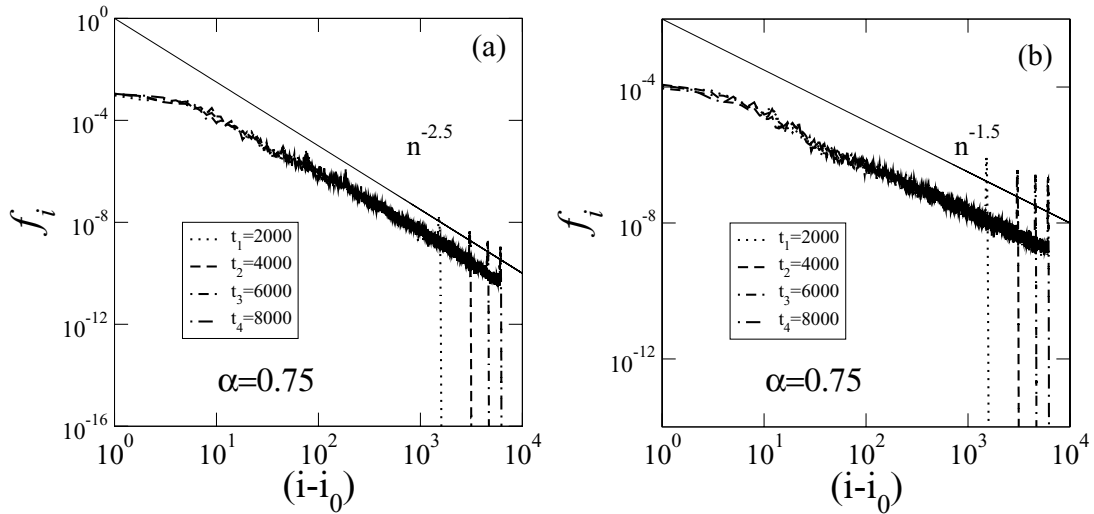 (a)
10^0
10^-4
10^-8
10^-12
10^-16
f_i
n^-2.5
t_1=2000
t_2=4000
t_3=6000
t_4=8000
α=0.75
10^0 10^1 10^2 10^3 10^4
(i-i_0)
(b)
10^-4
10^-8
10^-12
f_i
n^-1.5
t_1=2000
t_2=4000
t_3=6000
t_4=8000
α=0.75
10^0 10^1 10^2 10^3 10^4
(i-i_0)